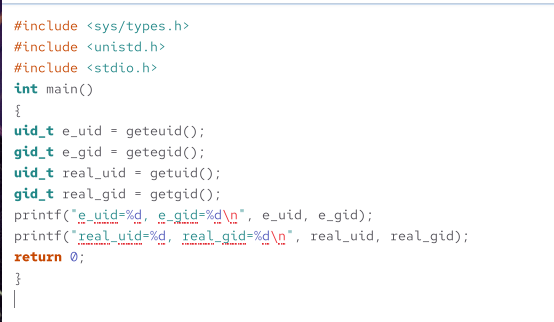 #include <sys/types.h>
#include <unistd.h>
#include <stdio.h>
int main()
{
uid_t e_uid = geteuid();
gid_t e_gid = getegid();
uid_t real_uid = getuid();
gid_t real_gid = getgid();
printf("e_uid=%d, e_gid=%d\n", e_uid, e_gid);
printf("real_uid=%d, real_gid=%d\n", real_uid, real_gid);
return 0;
}